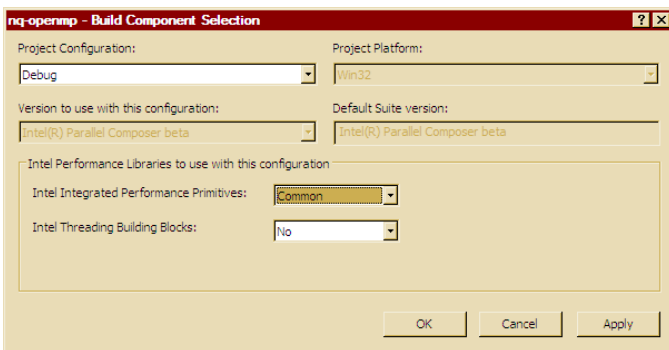 nq-openmp - Build Component Selection
Project Configuration: Project Platform:
Debug Win32
Version to use with this configuration: Default Suite version:
Intel(R) Parallel Composer beta Intel(R) Parallel Composer beta
Intel Performance Libraries to use with this configuration
Intel Integrated Performance Primitives: Common
Intel Threading Building Blocks: No
OK Cancel Apply